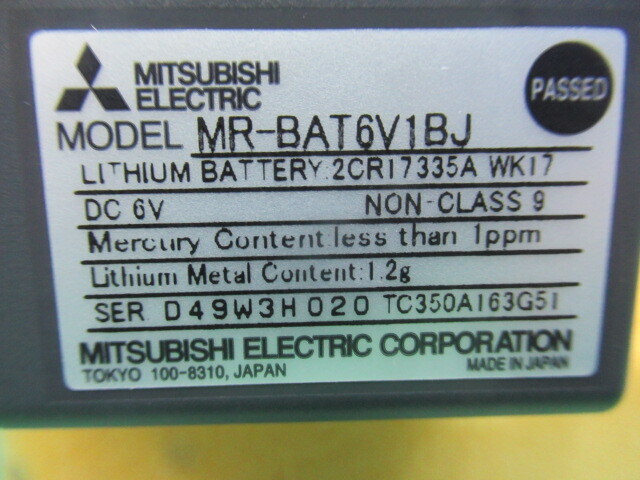 MITSUBISHI
ELECTRIC
PASSED
MODEL MR-BAT6V1BJ
LITHIUM BATTERY:2CR17335A WK17
DC 6V NON-CLASS 9
Mercury Content:less than 1ppm
Lithium Metal Content:1.2g
SER. D49W3H020 TC350A163G51
MITSUBISHI ELECTRIC CORPORATION
TOKYO 100-8310, JAPAN MADE IN JAPAN